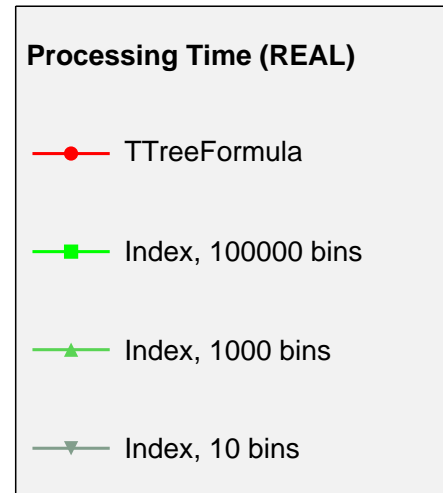 Processing Time (REAL)
TTreeFormula
Index, 100000 bins
Index, 1000 bins
Index, 10 bins